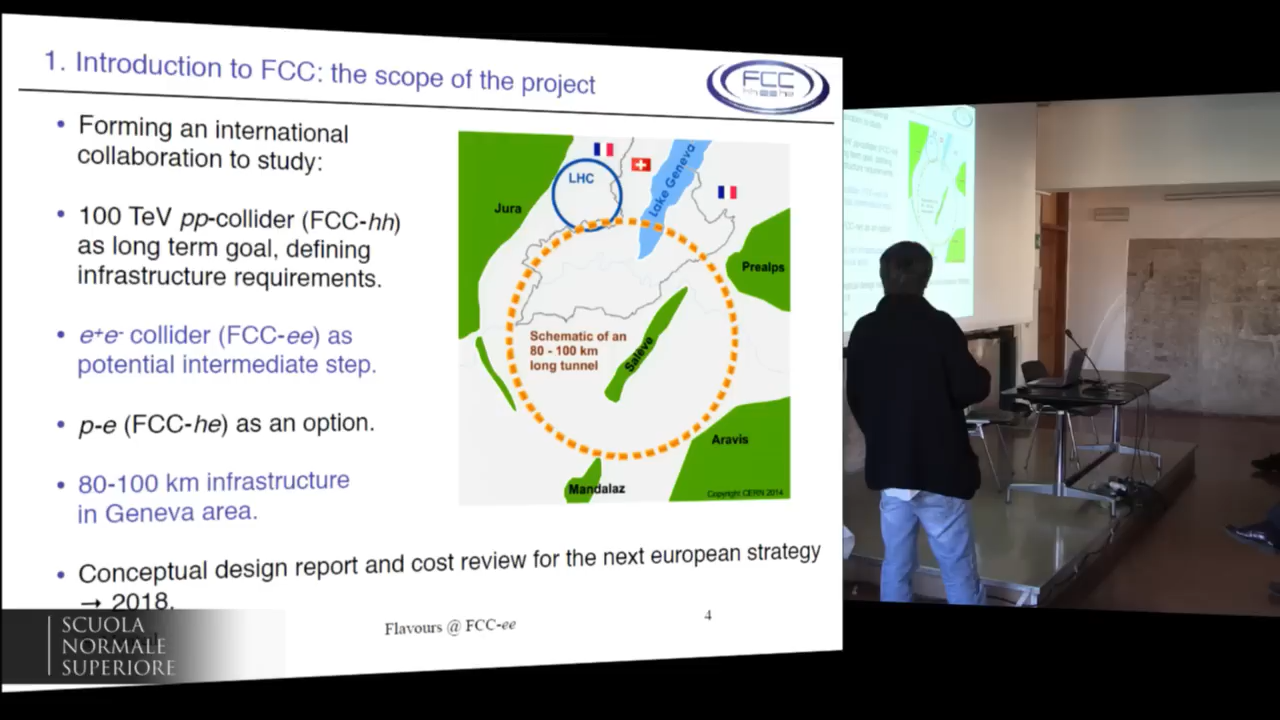 1. Introduction to FCC: the scope of the project
FCC
• Forming an international
collaboration to study:
• 100 TeV pp-collider (FCC-hh)
as long term goal, defining
infrastructure requirements.
• e+e- collider (FCC-ee) as
potential intermediate step.
• p-e (FCC-he) as an option.
• 80-100 km infrastructure
in Geneva area.
• Conceptual design report and cost review for the next european strategy
→ 2018.
LHC
Lake Geneva
Jura
Prealps
Schematic of an
80 - 100 km
long tunnel
Salève
Aravis
Mandalaz
Copyright CERN 2014
Flavours @ FCC-ee
4
SCUOLA
NORMALE
SUPERIORE